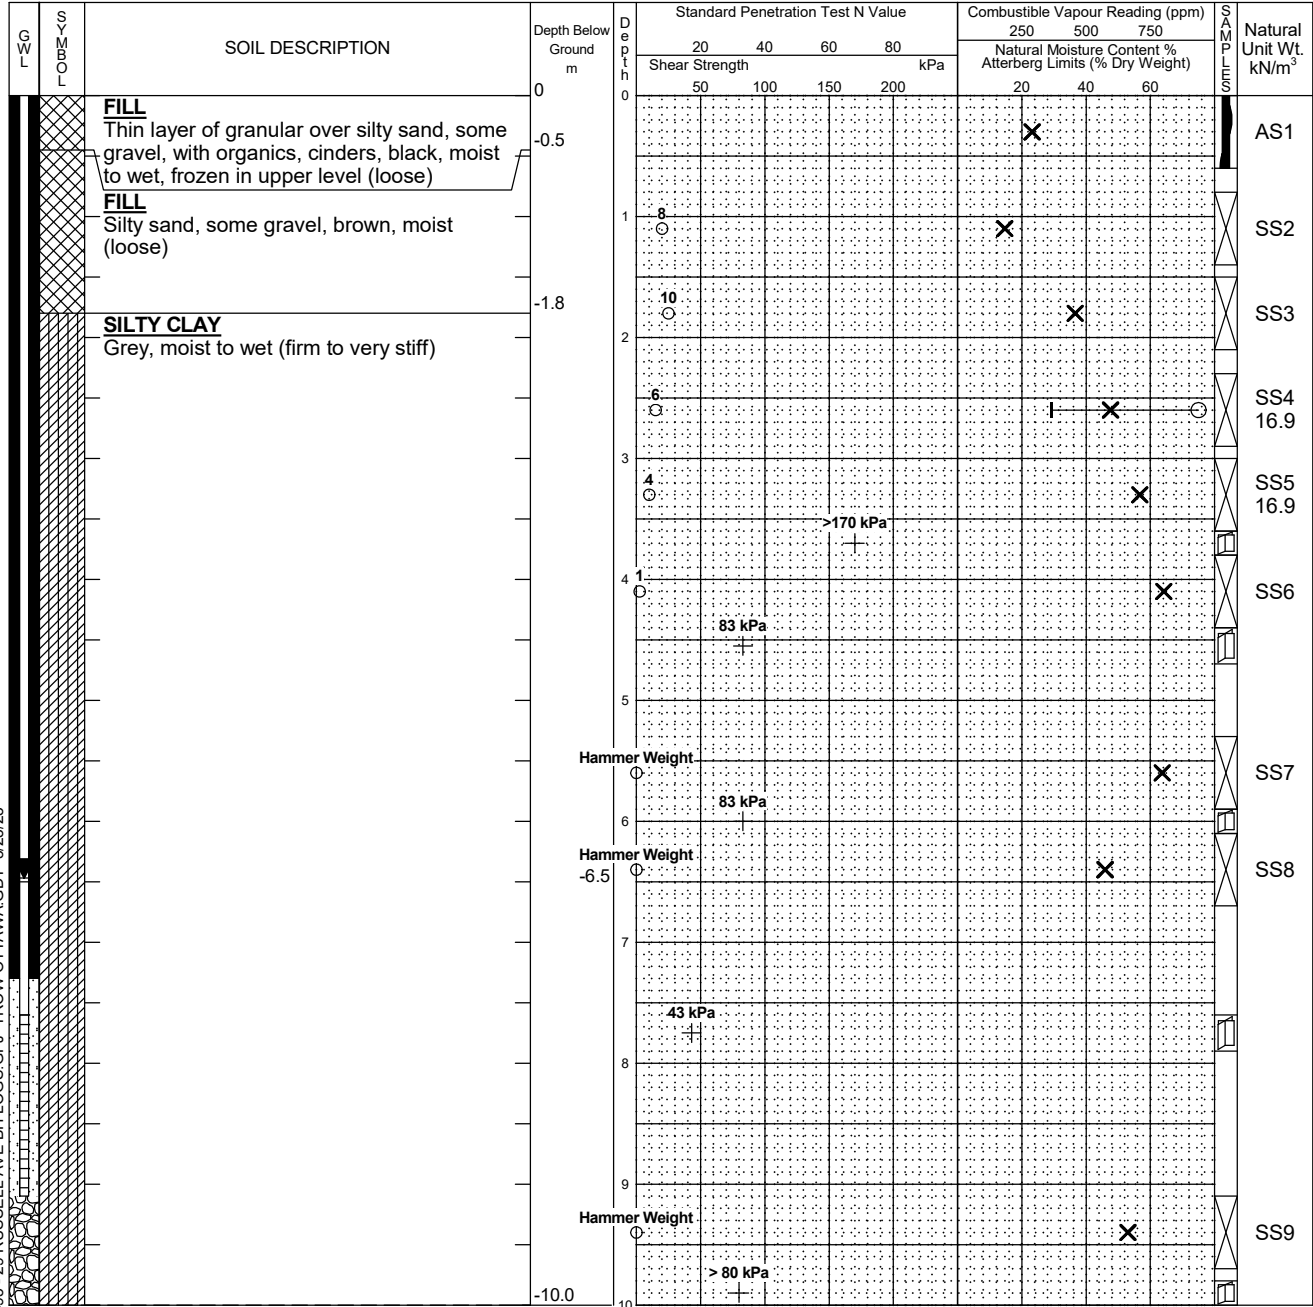 GWL
SYMBOL
SOIL DESCRIPTION
Depth Below
Ground
m
Depth
Standard Penetration Test N Value
20 40 60 80
Shear Strength kPa
50 100 150 200
Combustible Vapour Reading (ppm)
250 500 750
Natural Moisture Content %
Atterberg Limits (% Dry Weight)
20 40 60
SAMPLES
Natural
Unit Wt.
kN/m³
0
0
FILL
Thin layer of granular over silty sand, some
gravel, with organics, cinders, black, moist
to wet, frozen in upper level (loose)
-0.5
AS1
FILL
Silty sand, some gravel, brown, moist
(loose)
1
8
SS2
-1.8
10
SS3
SILTY CLAY
Grey, moist to wet (firm to very stiff)
2
6
SS4
16.9
3
4
SS5
16.9
>170 kPa
4
1
SS6
83 kPa
5
Hammer Weight
SS7
83 kPa
6
Hammer Weight
-6.5
SS8
7
43 kPa
8
9
Hammer Weight
SS9
> 80 kPa
-10.0
10